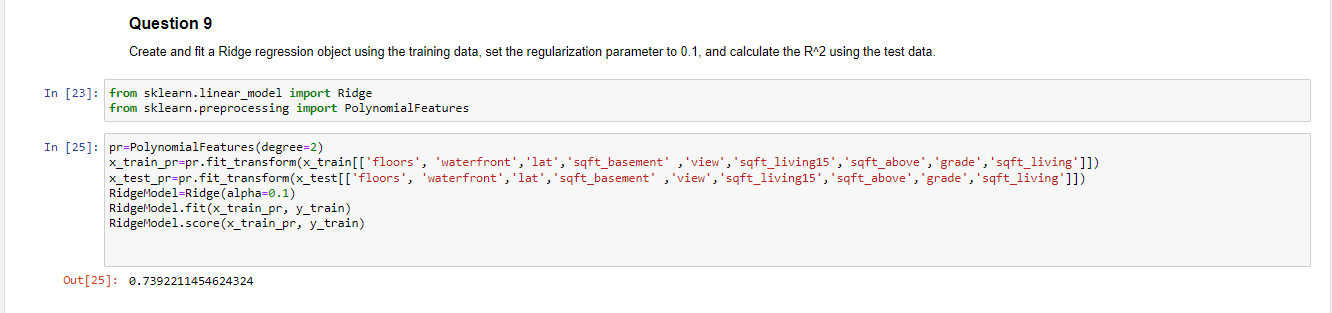 Question 9
Create and fit a Ridge regression object using the training data, set the regularization parameter to 0.1, and calculate the R^2 using the test data.
In [23]: from sklearn.linear_model import Ridge
from sklearn.preprocessing import PolynomialFeatures
In [25]: pr=PolynomialFeatures(degree=2)
x_train_pr=pr.fit_transform(x_train[['floors', 'waterfront','lat','sqft_basement' ,'view','sqft_living15','sqft_above','grade','sqft_living']])
x_test_pr=pr.fit_transform(x_test[['floors', 'waterfront','lat','sqft_basement' ,'view','sqft_living15','sqft_above','grade','sqft_living']])
RidgeModel=Ridge(alpha=0.1)
RidgeModel.fit(x_train_pr, y_train)
RidgeModel.score(x_train_pr, y_train)
Out[25]: 0.7392211454624324